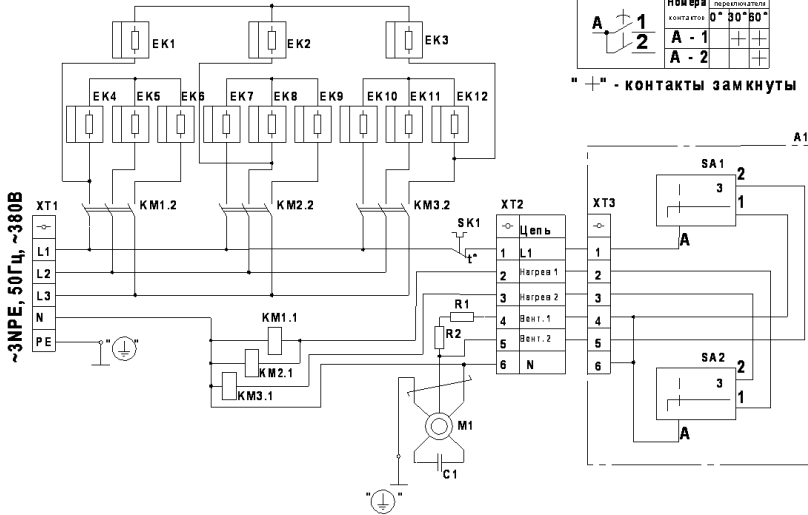 Номера
переключателя
контактов 0° 30° 60°
А 1
2
А - 1 + +
А - 2 +
" + " - контакты замкнуты
EK1
EK2
EK3
EK4
EK5
EK6
EK7
EK8
EK9
EK10
EK11
EK12
KM1.2
KM2.2
KM3.2
SK1
t°
~3NPE, 50Гц, ~380В
XT1
L1
L2
L3
N
PE
XT2
Цепь
1 L1
2 Нагрев 1
3 Нагрев 2
4 Вент. 1
5 Вент. 2
6 N
XT3
1
2
3
4
5
6
A1
SA1
2
3
1
A
SA2
2
3
1
A
R1
R2
KM1.1
KM2.1
KM3.1
M1
C1
" "
" "